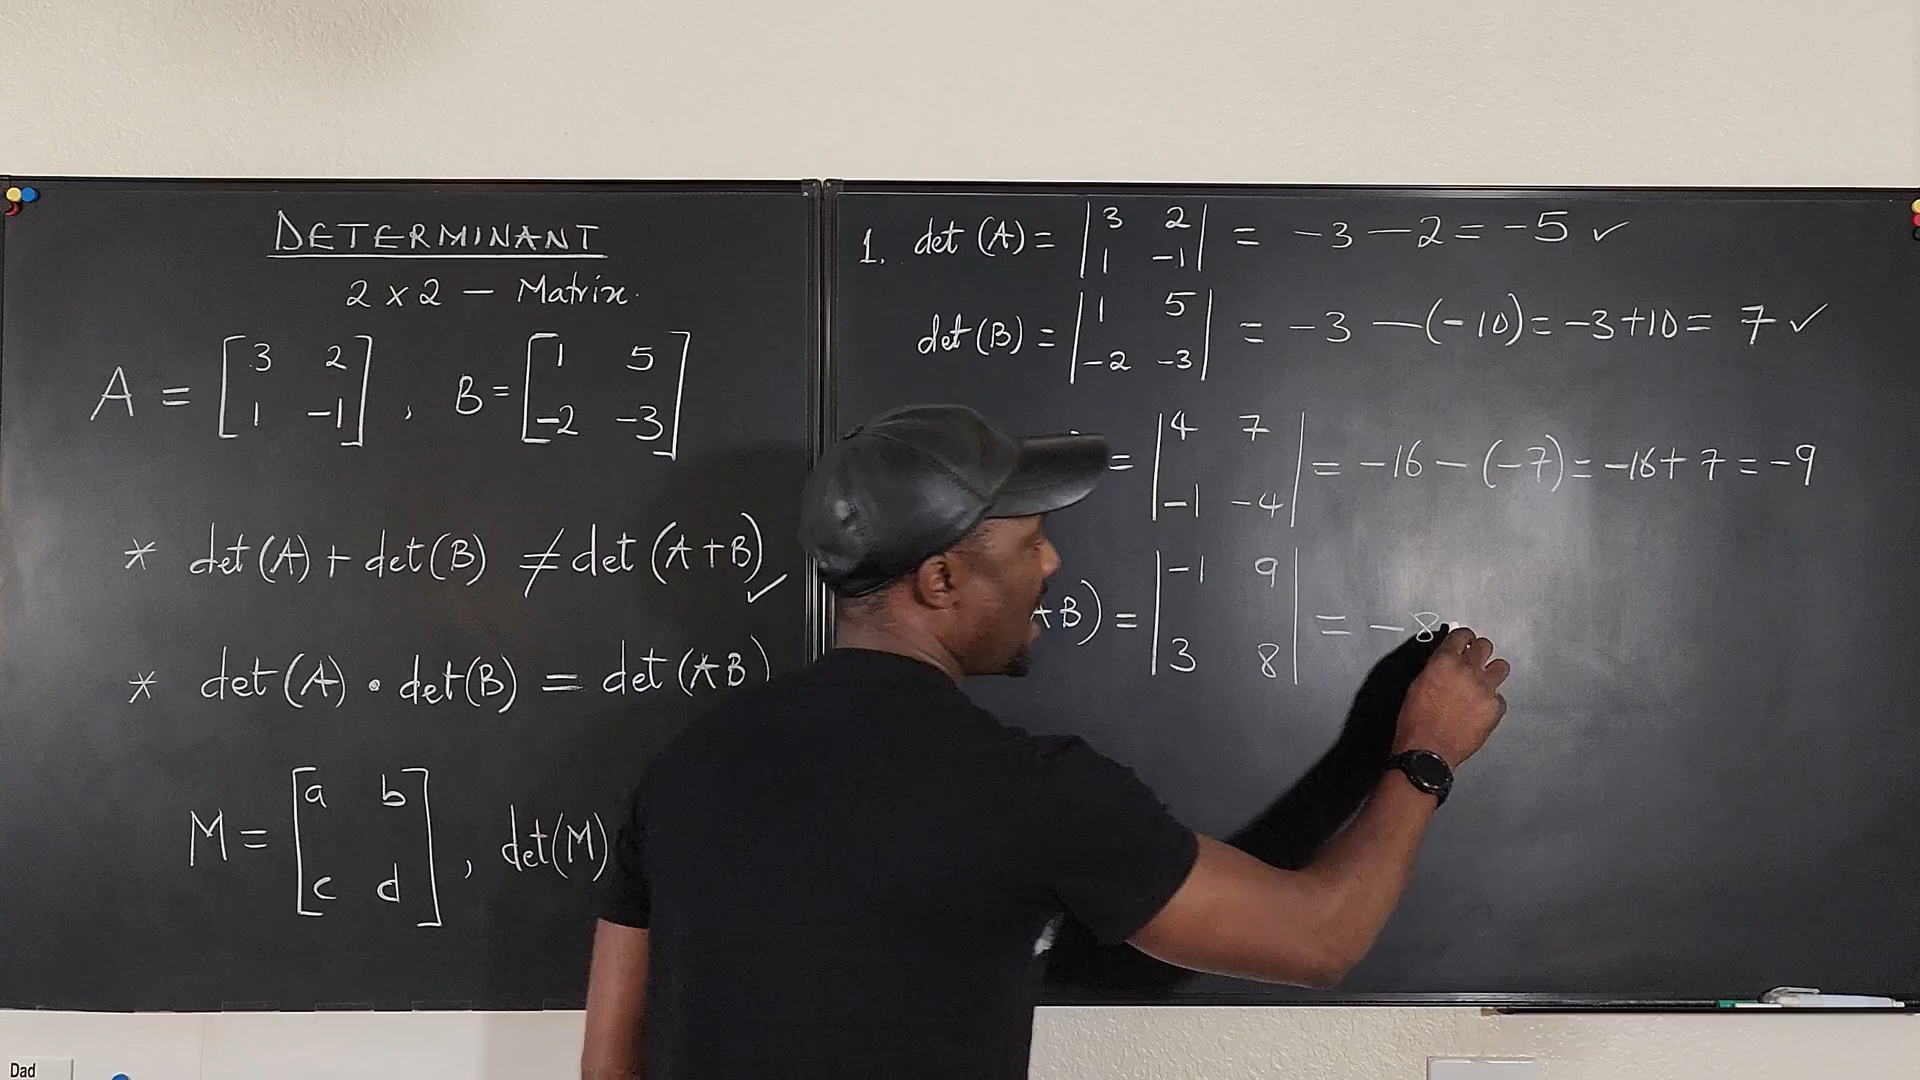 DETERMINANT
2 x 2 - Matrix.
A = [3 2
1 -1], B = [1 5
-2 -3]
* det(A) + det(B) ≠ det(A+B) ✓
* det(A) • det(B) = det(AB)
M = [a b
c d], det(M)
1. det(A) = |3 2
1 -1| = -3 - 2 = -5 ✓
det(B) = |1 5
-2 -3| = -3 - (-10) = -3+10 = 7 ✓
= |4 7
-1 -4| = -16 - (-7) = -16 + 7 = -9
AB) = |-1 9
3 8| = -8
Dad